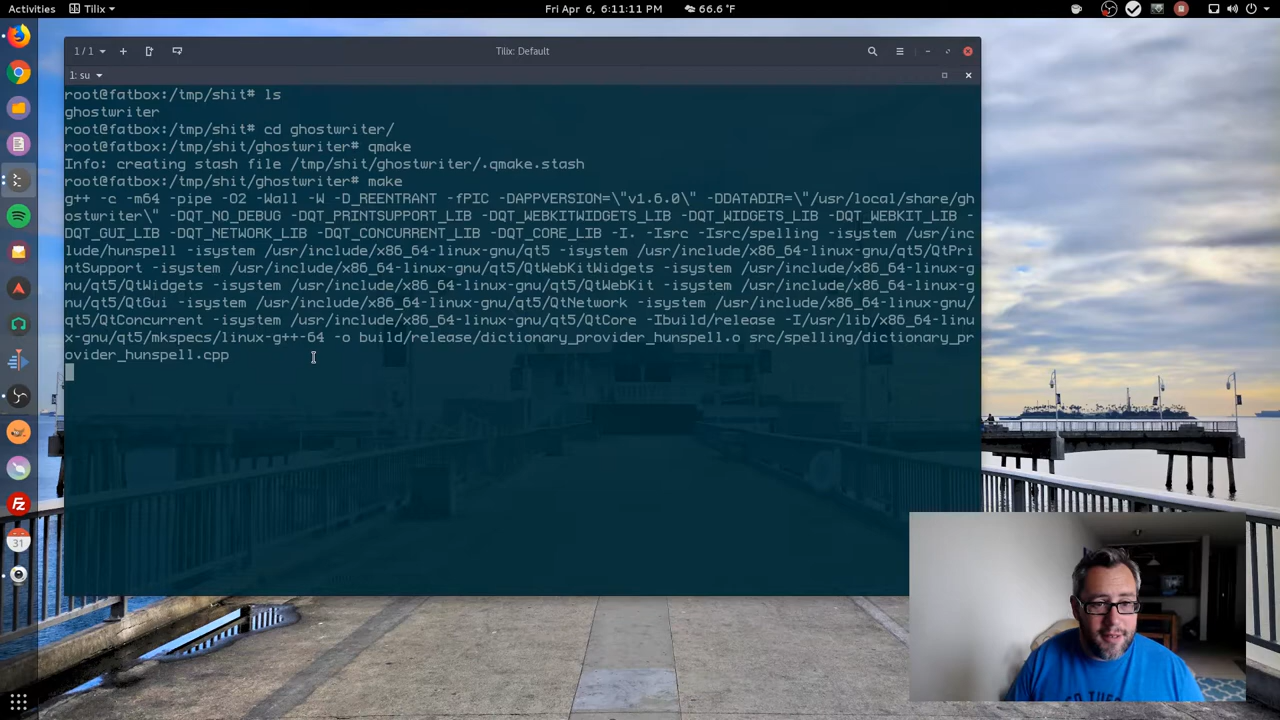 Activities
Tilix
Fri Apr 6, 6:11:11 PM
66.6 °F
1 / 1
Tilix: Default
1: su
root@fatbox:/tmp/shit# ls
ghostwriter
root@fatbox:/tmp/shit# cd ghostwriter/
root@fatbox:/tmp/shit/ghostwriter# qmake
Info: creating stash file /tmp/shit/ghostwriter/.qmake.stash
root@fatbox:/tmp/shit/ghostwriter# make
g++ -c -m64 -pipe -O2 -Wall -W -D_REENTRANT -fPIC -DAPPVERSION=\"v1.6.0\" -DDATADIR=\"/usr/local/share/gh
ostwriter\" -DQT_NO_DEBUG -DQT_PRINTSUPPORT_LIB -DQT_WEBKITWIDGETS_LIB -DQT_WIDGETS_LIB -DQT_WEBKIT_LIB -
DQT_GUI_LIB -DQT_NETWORK_LIB -DQT_CONCURRENT_LIB -DQT_CORE_LIB -I. -Isrc -Isrc/spelling -isystem /usr/inc
lude/hunspell -isystem /usr/include/x86_64-linux-gnu/qt5 -isystem /usr/include/x86_64-linux-gnu/qt5/QtPri
ntSupport -isystem /usr/include/x86_64-linux-gnu/qt5/QtWebKitWidgets -isystem /usr/include/x86_64-linux-g
nu/qt5/QtWidgets -isystem /usr/include/x86_64-linux-gnu/qt5/QtWebKit -isystem /usr/include/x86_64-linux-g
nu/qt5/QtGui -isystem /usr/include/x86_64-linux-gnu/qt5/QtNetwork -isystem /usr/include/x86_64-linux-gnu/
qt5/QtConcurrent -isystem /usr/include/x86_64-linux-gnu/qt5/QtCore -Ibuild/release -I/usr/lib/x86_64-linu
x-gnu/qt5/mkspecs/linux-g++-64 -o build/release/dictionary_provider_hunspell.o src/spelling/dictionary_pr
ovider_hunspell.cpp
Fz
31